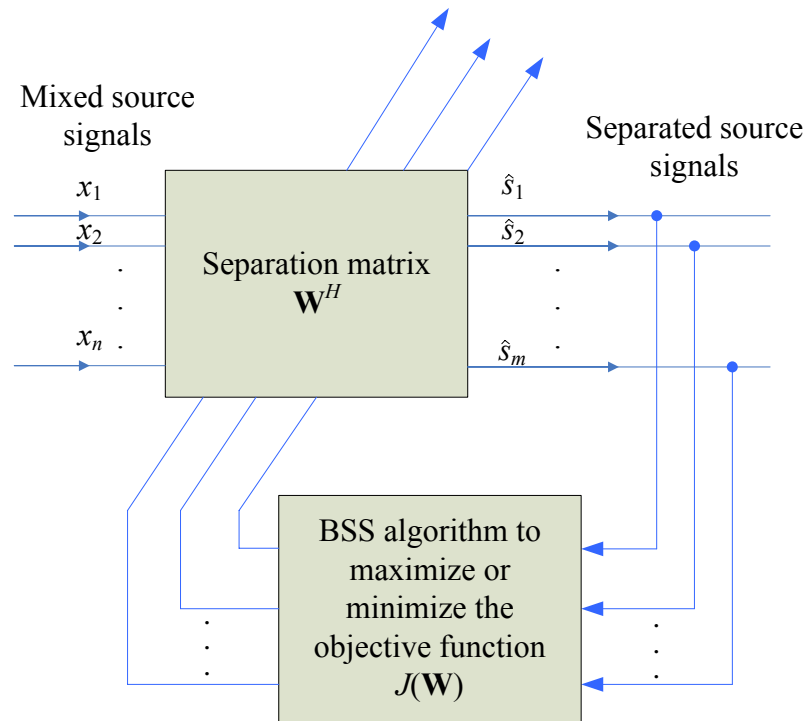 Mixed source
signals
Separated source
signals
x1
x2
.
.
.
xn
Separation matrix
W^H
ŝ1
ŝ2
.
.
.
ŝm
BSS algorithm to
maximize or
minimize the
objective function
J(W)
.
.
.
.
.
.